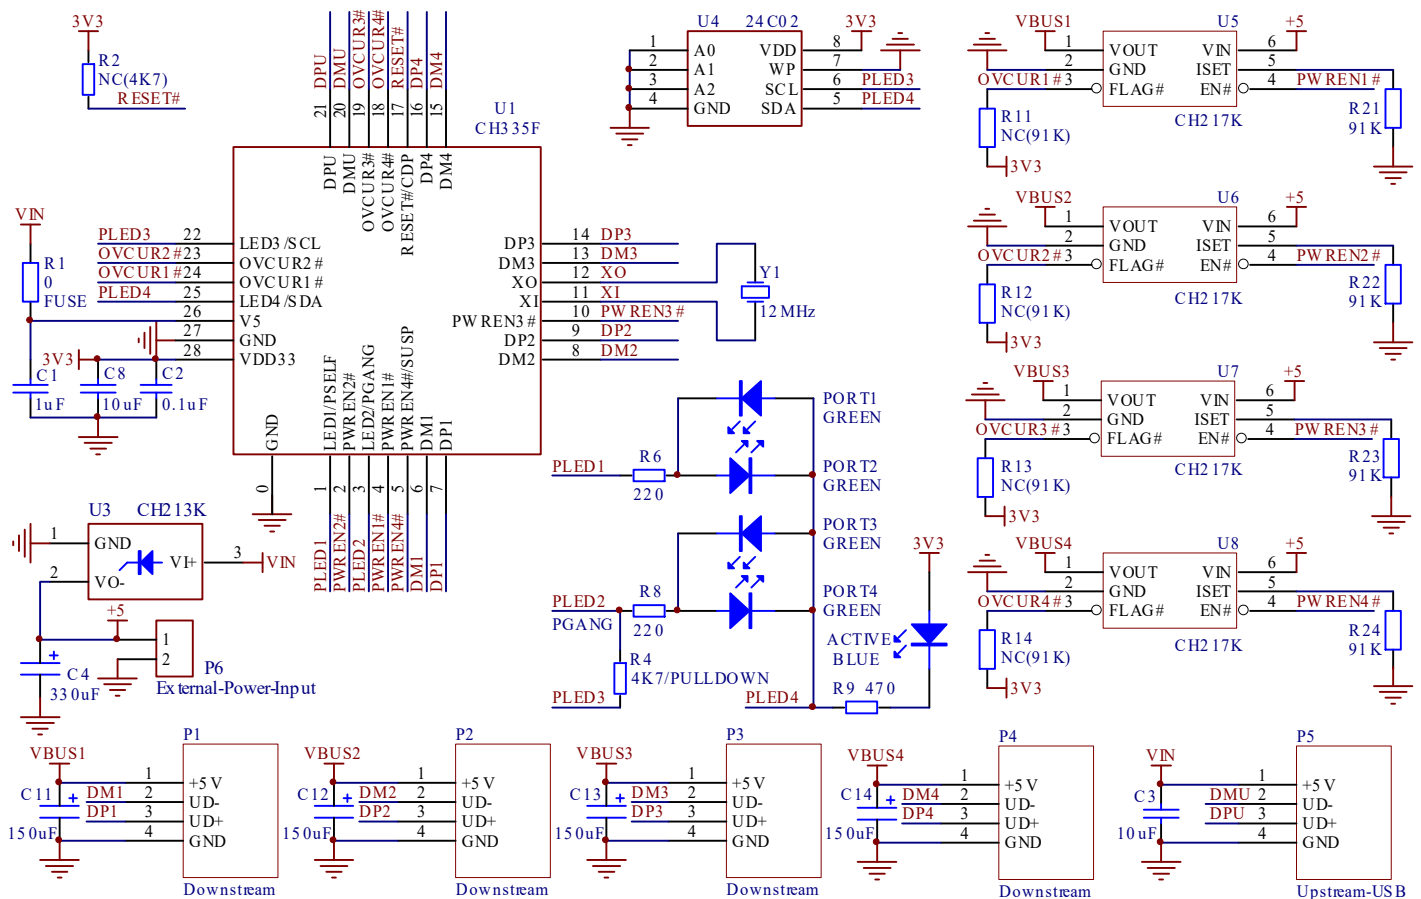 3V3
R2
NC(4K7)
RESET#
DPU
DMU
OVCUR3#
OVCUR4#
RESET#
DP4
DM4
21
20
19
18
17
16
15
U1
CH335F
DPU
DMU
OVCUR3#
OVCUR4#
RESET#/CDP
DP4
DM4
VIN
R1
0
FUSE
PLED3 22 LED3/SCL
OVCUR2# 23 OVCUR2#
OVCUR1# 24 OVCUR1#
PLED4 25 LED4/SDA
26 V5
27 GND
3V3 28 VDD33
DP3 14 DP3
DM3 13 DM3
XO 12 XO
XI 11 XI
PWREN3# 10 PWREN3#
DP2 9 DP2
DM2 8 DM2
Y1
12MHz
C1
1uF
C8
10uF
C2
0.1uF
GND
LED1/PSELF
PWREN2#
LED2/PGANG
PWREN1#
PWREN4#/SUSP
DM1
DP1
0
1
2
3
4
5
6
7
PLED1
PWREN2#
PLED2
PWREN1#
PWREN4#
DM1
DP1
U4 24C02
1 A0 VDD 8 3V3
2 A1 WP 7
3 A2 SCL 6 PLED3
4 GND SDA 5 PLED4
VBUS1 U5 +5
1 VOUT VIN 6
2 GND ISET 5
OVCUR1# 3 FLAG# EN# 4 PWREN1#
R11
NC(91K)
3V3
CH217K
R21
91K
VBUS2 U6 +5
1 VOUT VIN 6
2 GND ISET 5
OVCUR2# 3 FLAG# EN# 4 PWREN2#
R12
NC(91K)
3V3
CH217K
R22
91K
VBUS3 U7 +5
1 VOUT VIN 6
2 GND ISET 5
OVCUR3# 3 FLAG# EN# 4 PWREN3#
R13
NC(91K)
3V3
CH217K
R23
91K
VBUS4 U8 +5
1 VOUT VIN 6
2 GND ISET 5
OVCUR4# 3 FLAG# EN# 4 PWREN4#
R14
NC(91K)
3V3
CH217K
R24
91K
U3 CH213K
1 GND
2 VO-
VI+ 3 VIN
+5
1
2
P6
External-Power-Input
C4
330uF
PLED1 R6
220
PORT1
GREEN
PORT2
GREEN
PORT3
GREEN
PORT4
GREEN
PLED2 R8
PGANG 220
R4
4K7/PULLDOWN
PLED3
PLED4
R9 470
3V3
ACTIVE
BLUE
VBUS1 P1
1 +5V
C11 DM1 2 UD-
DP1 3 UD+
150uF 4 GND
Downstream
VBUS2 P2
1 +5V
C12 DM2 2 UD-
DP2 3 UD+
150uF 4 GND
Downstream
VBUS3 P3
1 +5V
C13 DM3 2 UD-
DP3 3 UD+
150uF 4 GND
Downstream
VBUS4 P4
1 +5V
C14 DM4 2 UD-
DP4 3 UD+
150uF 4 GND
Downstream
VIN P5
1 +5V
C3 DMU 2 UD-
DPU 3 UD+
10uF 4 GND
Upstream-USB